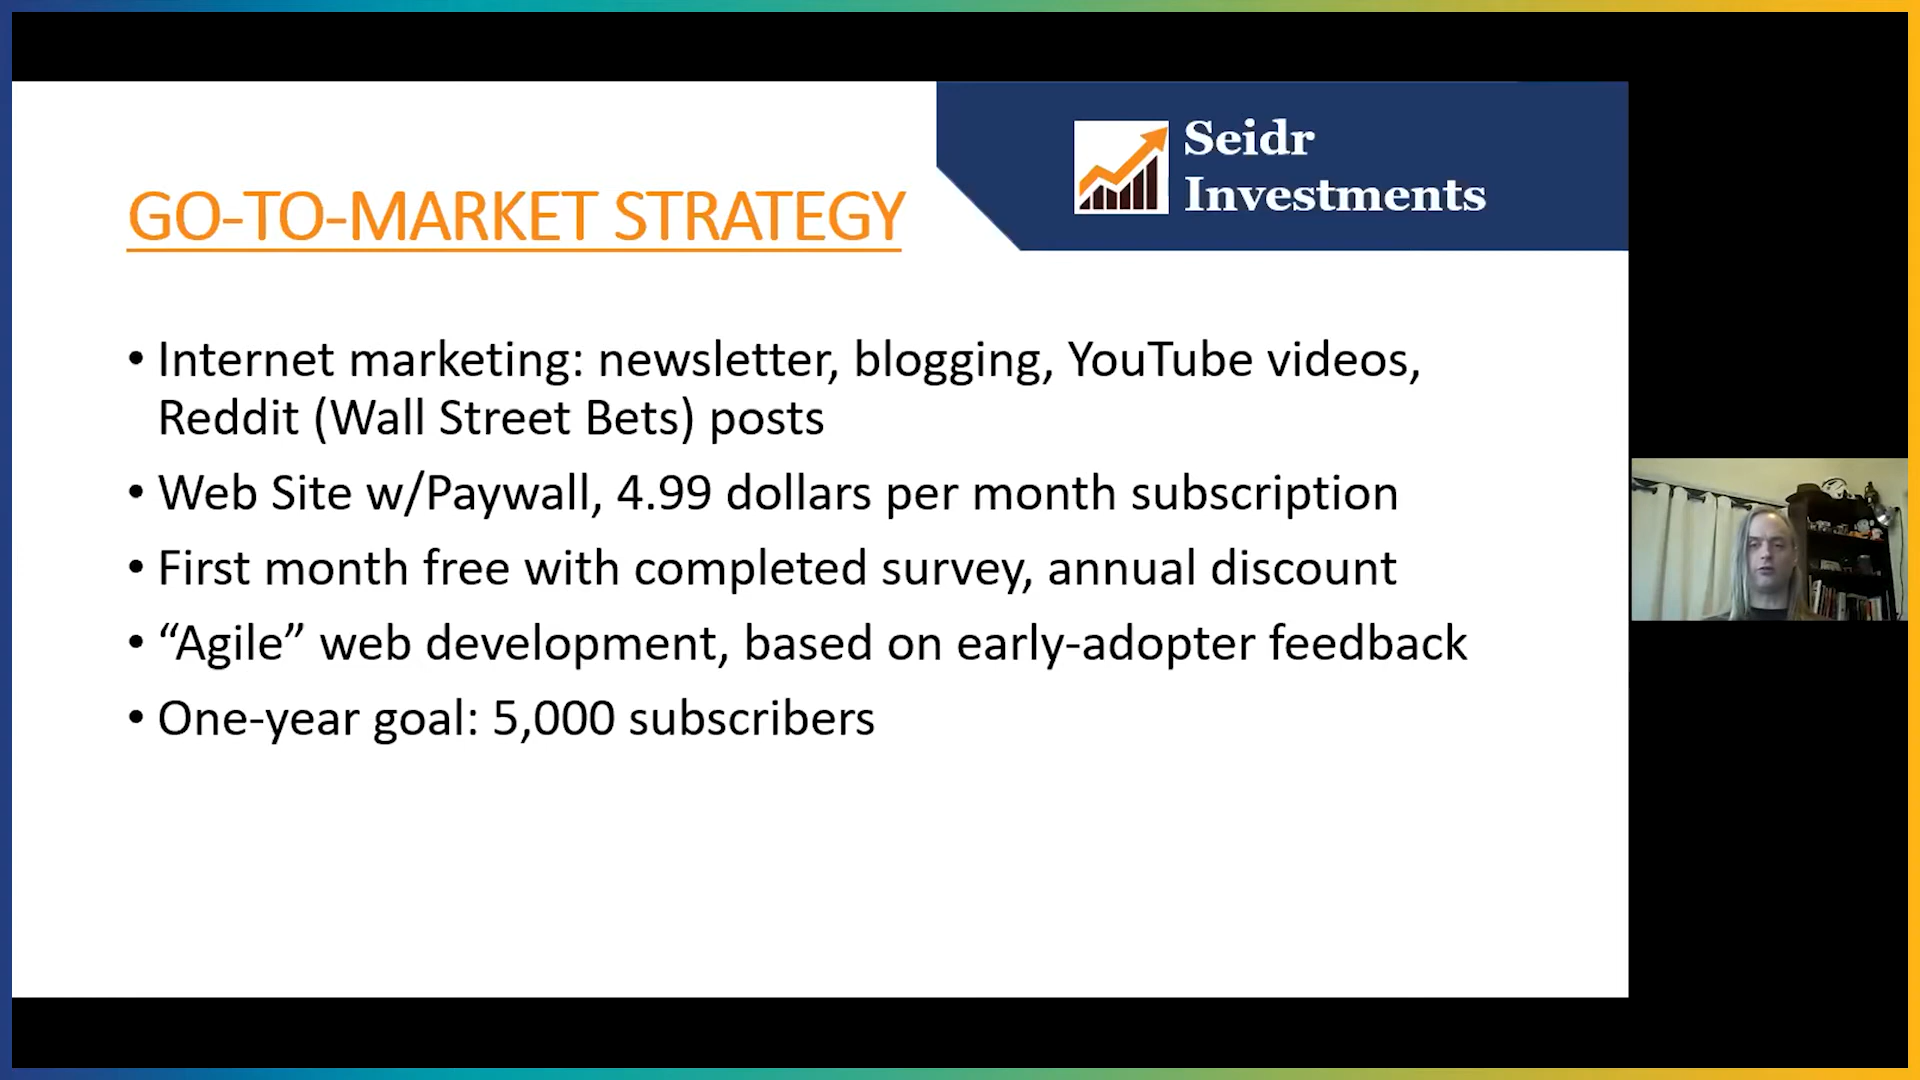 Seidr
Investments
GO-TO-MARKET STRATEGY
• Internet marketing: newsletter, blogging, YouTube videos,
Reddit (Wall Street Bets) posts
• Web Site w/Paywall, 4.99 dollars per month subscription
• First month free with completed survey, annual discount
• “Agile” web development, based on early-adopter feedback
• One-year goal: 5,000 subscribers